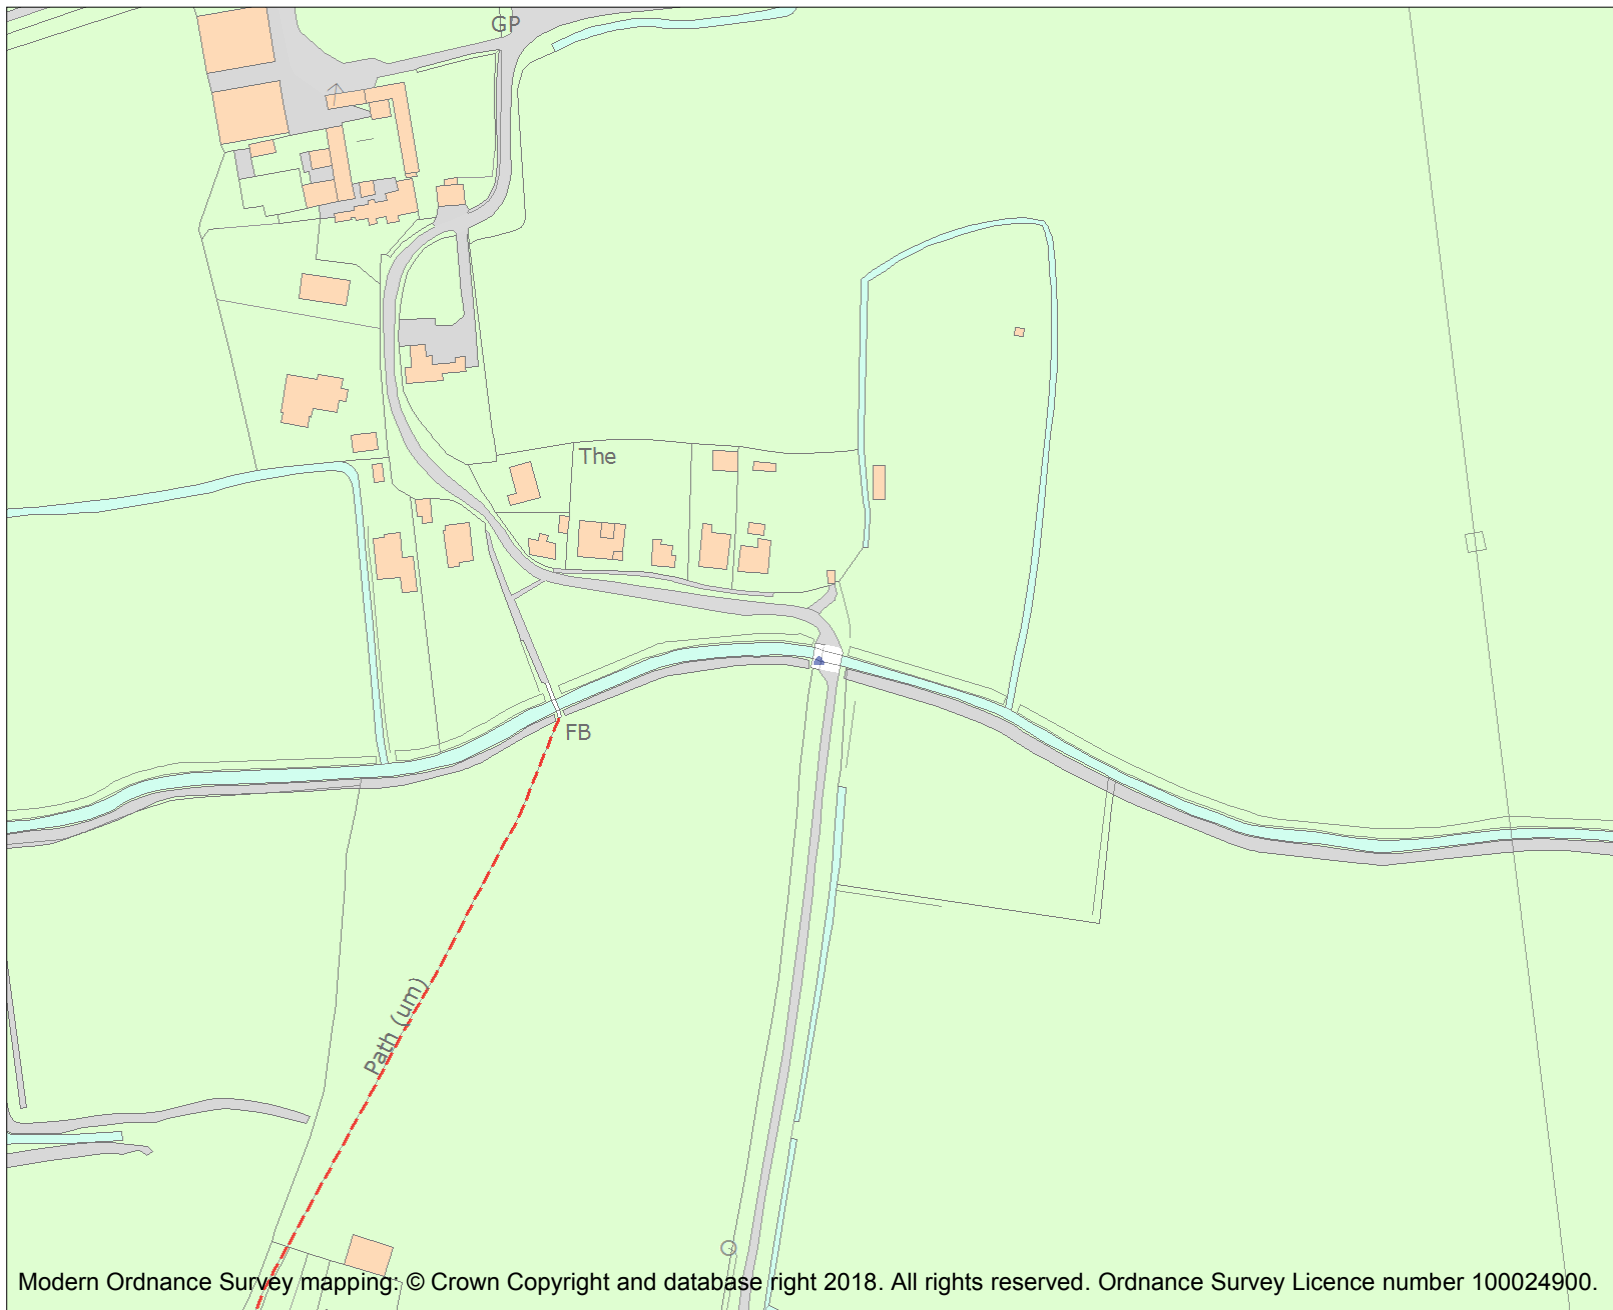 GP
The
FB
Path (um)
Modern Ordnance Survey mapping: © Crown Copyright and database right 2018. All rights reserved. Ordnance Survey Licence number 100024900.